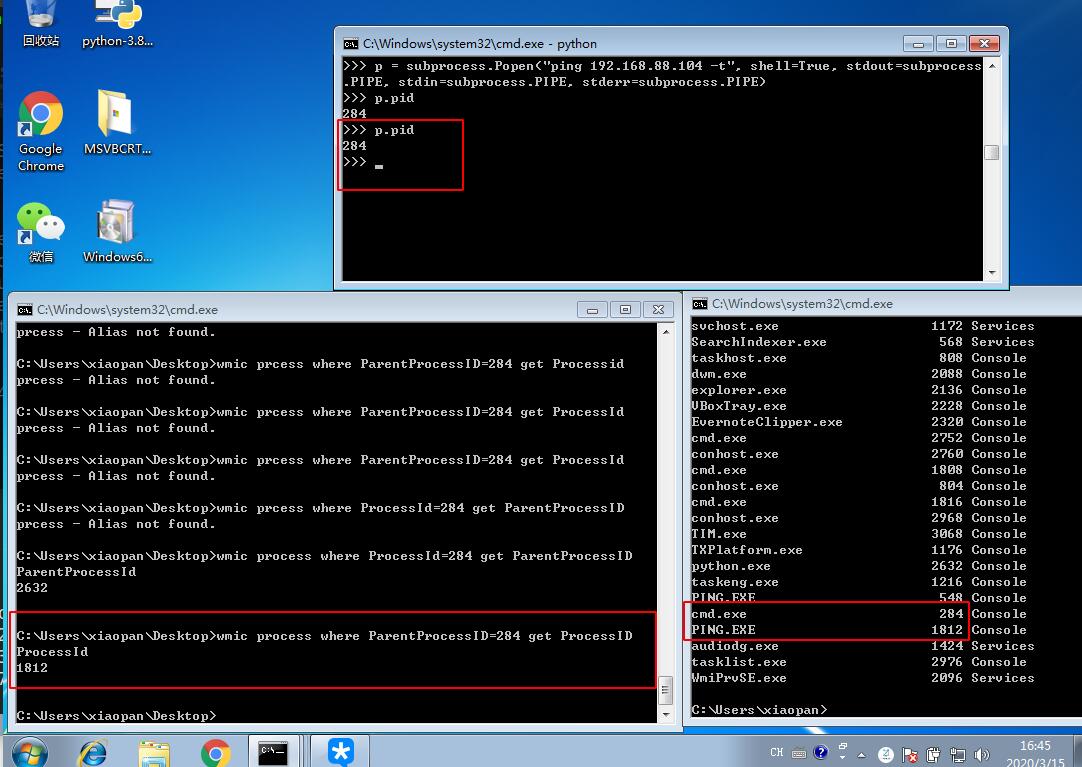 回收站
python-3.8...
Google
Chrome
MSVBCRT...
微信
Windows6...
C:\Windows\system32\cmd.exe - python
>>> p = subprocess.Popen("ping 192.168.88.104 -t", shell=True, stdout=subprocess
.PIPE, stdin=subprocess.PIPE, stderr=subprocess.PIPE)
>>> p.pid
284
>>> p.pid
284
>>> _
C:\Windows\system32\cmd.exe
prcess - Alias not found.
C:\Users\xiaopan\Desktop>wmic prcess where ParentProcessID=284 get Processid
prcess - Alias not found.
C:\Users\xiaopan\Desktop>wmic prcess where ParentProcessID=284 get ProcessId
prcess - Alias not found.
C:\Users\xiaopan\Desktop>wmic prcess where ParentProcessID=284 get ProcessId
prcess - Alias not found.
C:\Users\xiaopan\Desktop>wmic prcess where ProcessId=284 get ParentProcessID
prcess - Alias not found.
C:\Users\xiaopan\Desktop>wmic process where ProcessId=284 get ParentProcessID
ParentProcessId
2632
C:\Users\xiaopan\Desktop>wmic process where ParentProcessID=284 get ProcessID
ProcessId
1812
C:\Users\xiaopan\Desktop>
C:\Windows\system32\cmd.exe
svchost.exe 1172 Services
SearchIndexer.exe 568 Services
taskhost.exe 808 Console
dwm.exe 2088 Console
explorer.exe 2136 Console
VBoxTray.exe 2228 Console
EvernoteClipper.exe 2320 Console
cmd.exe 2752 Console
conhost.exe 2760 Console
cmd.exe 1808 Console
conhost.exe 804 Console
cmd.exe 1816 Console
conhost.exe 2968 Console
TIM.exe 3068 Console
TXPlatform.exe 1176 Console
python.exe 2632 Console
taskeng.exe 1216 Console
PING.EXE 548 Console
cmd.exe 284 Console
PING.EXE 1812 Console
audiodg.exe 1424 Services
tasklist.exe 2976 Console
WmiPrvSE.exe 2096 Services
C:\Users\xiaopan>
CH
16:45
2020/3/15